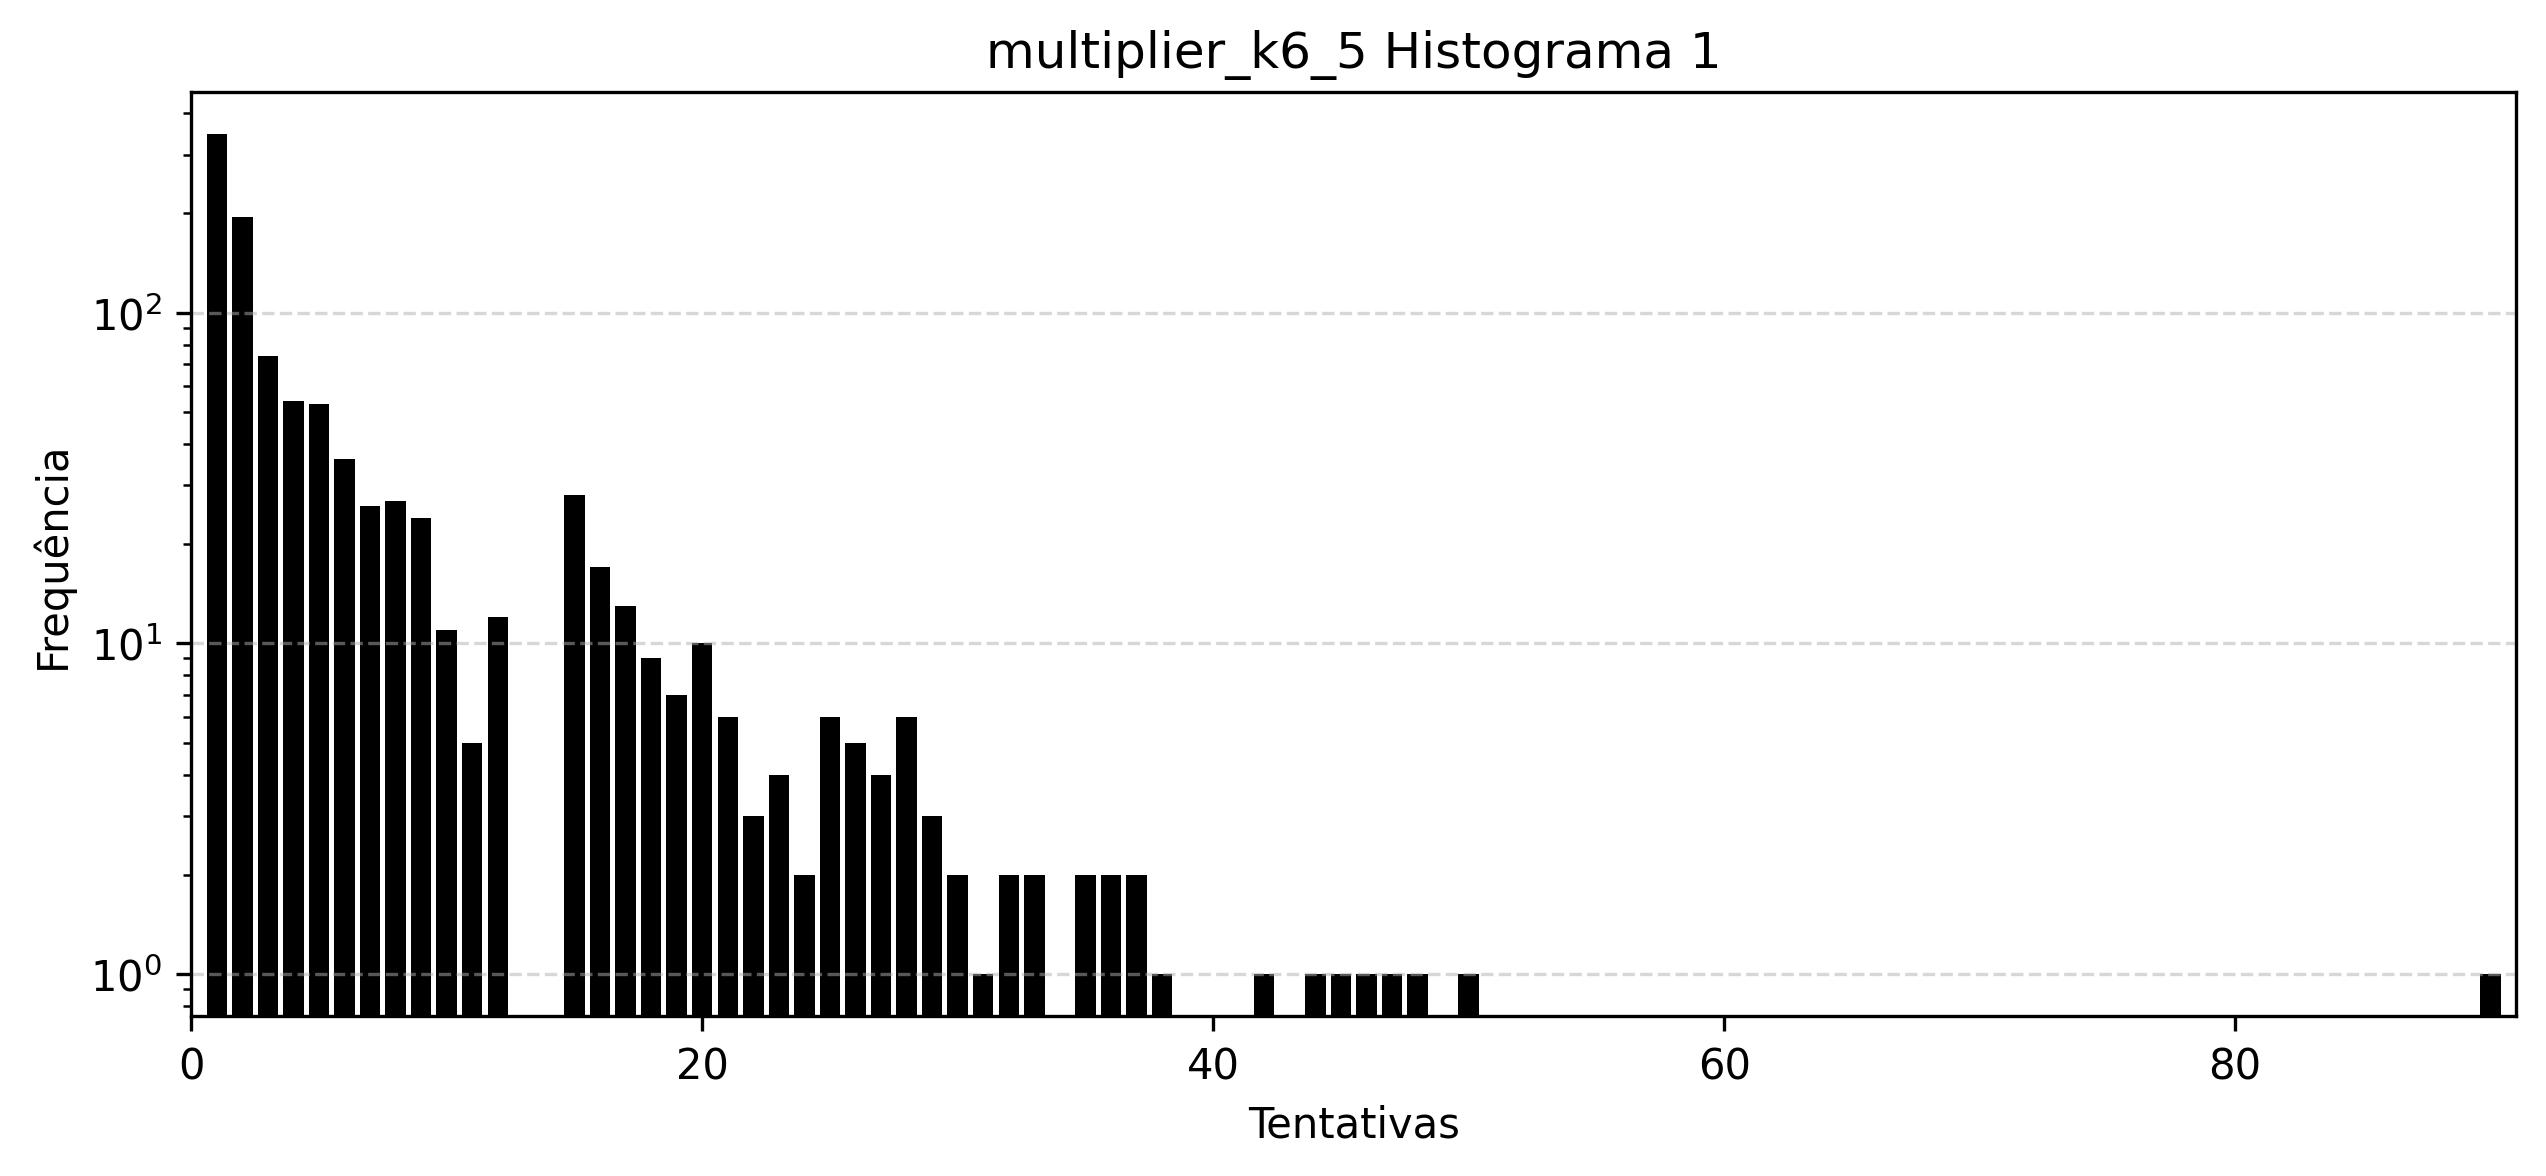 multiplier_k6_5 Histograma 1
Frequência
10²
10¹
10⁰
0 20 40 60 80
Tentativas